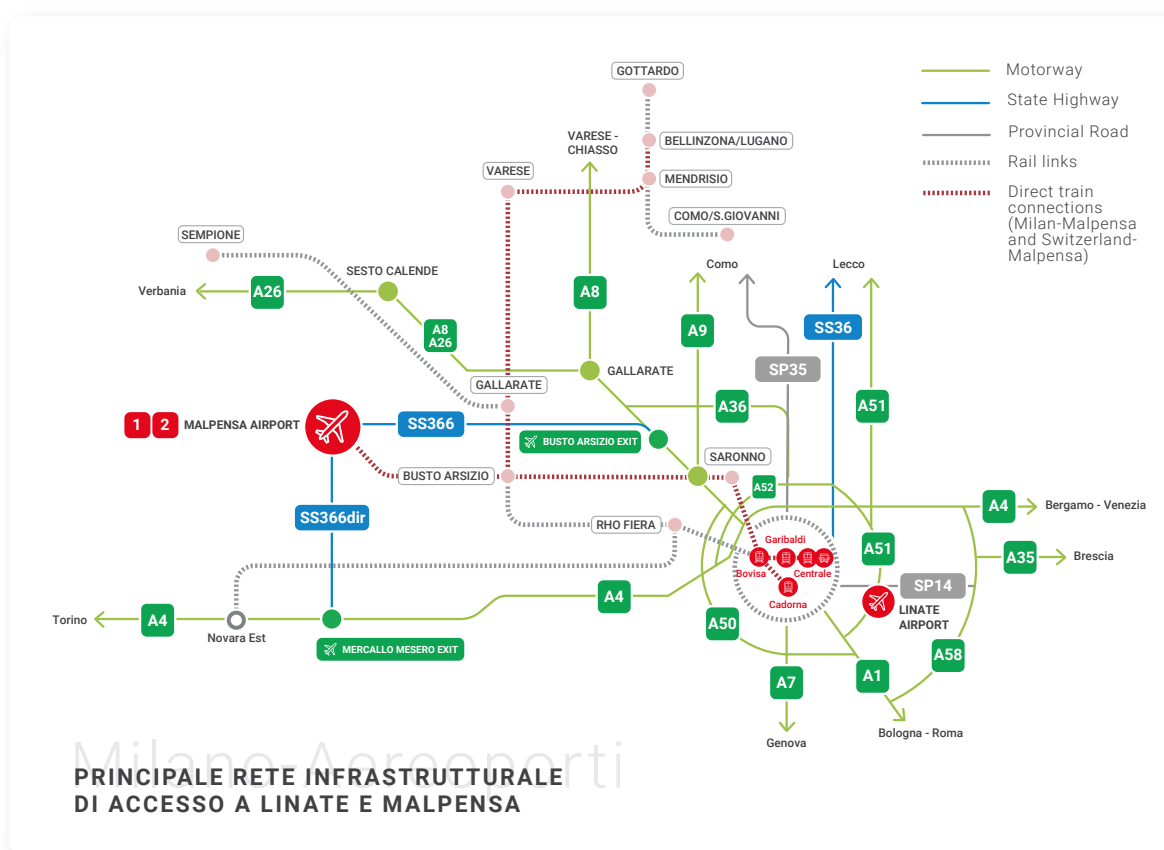 GOTTARDO
Motorway
State Highway
VARESE -
CHIASSO
BELLINZONA/LUGANO
Provincial Road
Rail links
VARESE
MENDRISIO
Direct train
connections
(Milan-Malpensa
and Switzerland-
Malpensa)
COMO/S.GIOVANNI
SEMPIONE
SESTO CALENDE
Como
Lecco
Verbania
A26
A8
A8
A26
A9
SS36
SP35
GALLARATE
GALLARATE
A36
A51
1 2 MALPENSA AIRPORT
SS366
BUSTO ARSIZIO EXIT
SARONNO
BUSTO ARSIZIO
A52
A4
Bergamo - Venezia
SS366dir
RHO FIERA
Garibaldi
A51
A35
Brescia
Bovisa
Centrale
SP14
Cadorna
A4
LINATE
AIRPORT
Torino
A4
Novara Est
A50
MERCALLO MESERO EXIT
A58
A7
A1
Genova
Bologna - Roma
Milano-Aereoporti
PRINCIPALE RETE INFRASTRUTTURALE
DI ACCESSO A LINATE E MALPENSA